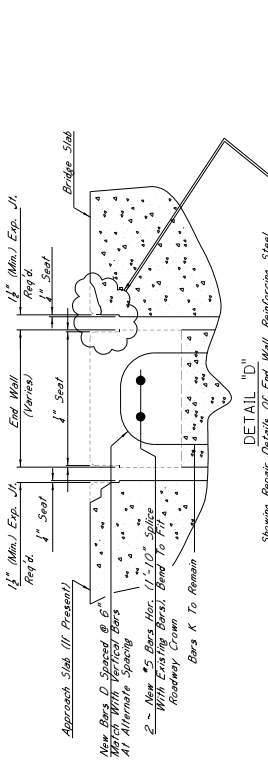 1½" (Min.) Exp. Jt.
Req'd.
¼" Seat
End Wall
(Varies)
¼" Seat
1½" (Min.) Exp. Jt.
Req'd.
¼" Seat
Bridge Slab
Approach Slab (If Present)
New Bars D Spaced @ 6"
Match With Vertical Bars
At Alternate Spacing
2 ~ New #5 Bars Hor. (1'-10" Splice
With Existing Bars). Bend To Fit
Roadway Crown
Bars K To Remain
DETAIL "D"
Showing Repair Details Of End Wall Reinforcing Steel